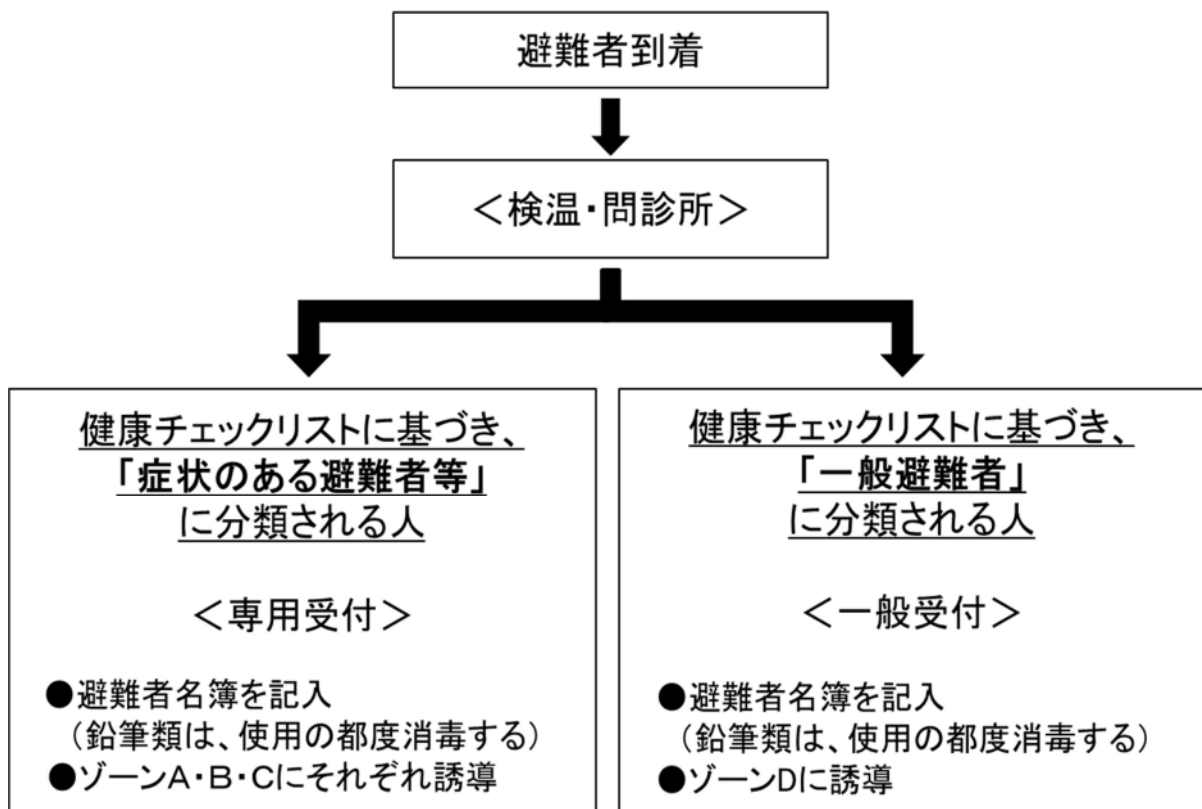 避難者到着
＜検温・問診所＞
健康チェックリストに基づき、
「症状のある避難者等」
に分類される人
＜専用受付＞
●避難者名簿を記入
（鉛筆類は、使用の都度消毒する）
●ゾーンＡ・Ｂ・Ｃにそれぞれ誘導
健康チェックリストに基づき、
「一般避難者」
に分類される人
＜一般受付＞
●避難者名簿を記入
（鉛筆類は、使用の都度消毒する）
●ゾーンＤに誘導